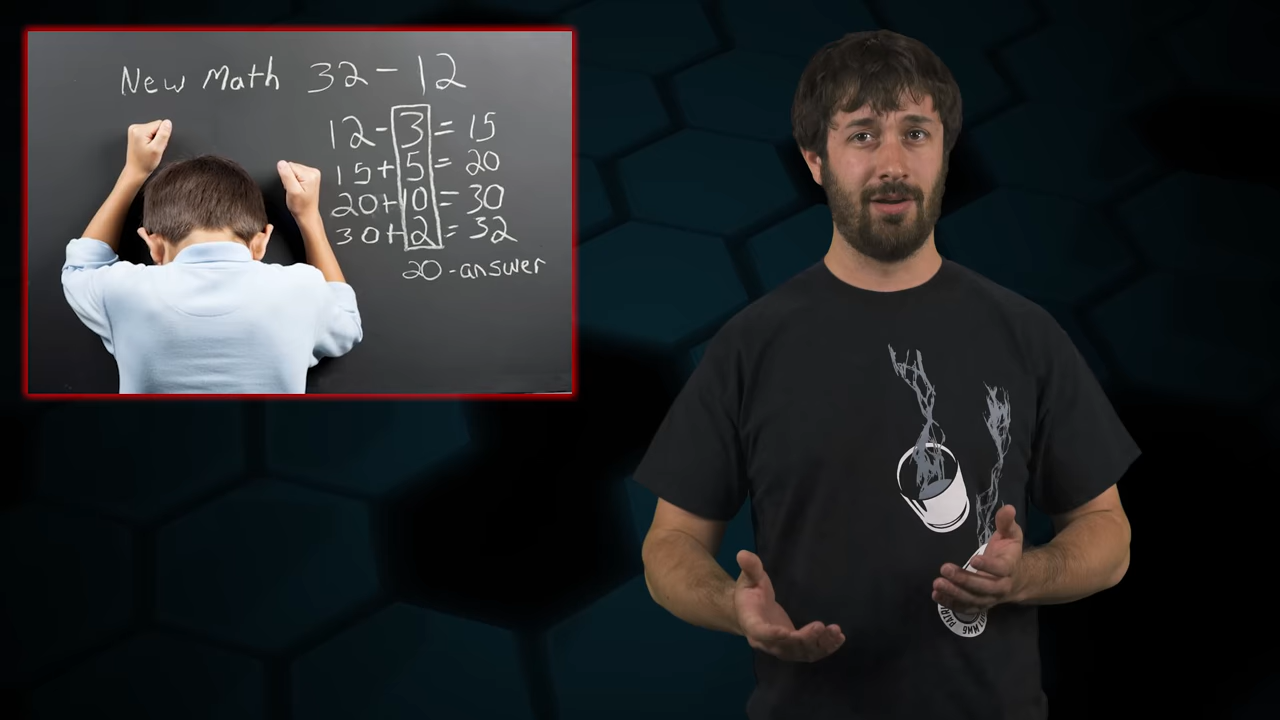 New Math 32 - 12
12 - 3 = 15
15 + 5 = 20
20 + 10 = 30
30 + 2 = 32
20 - answer